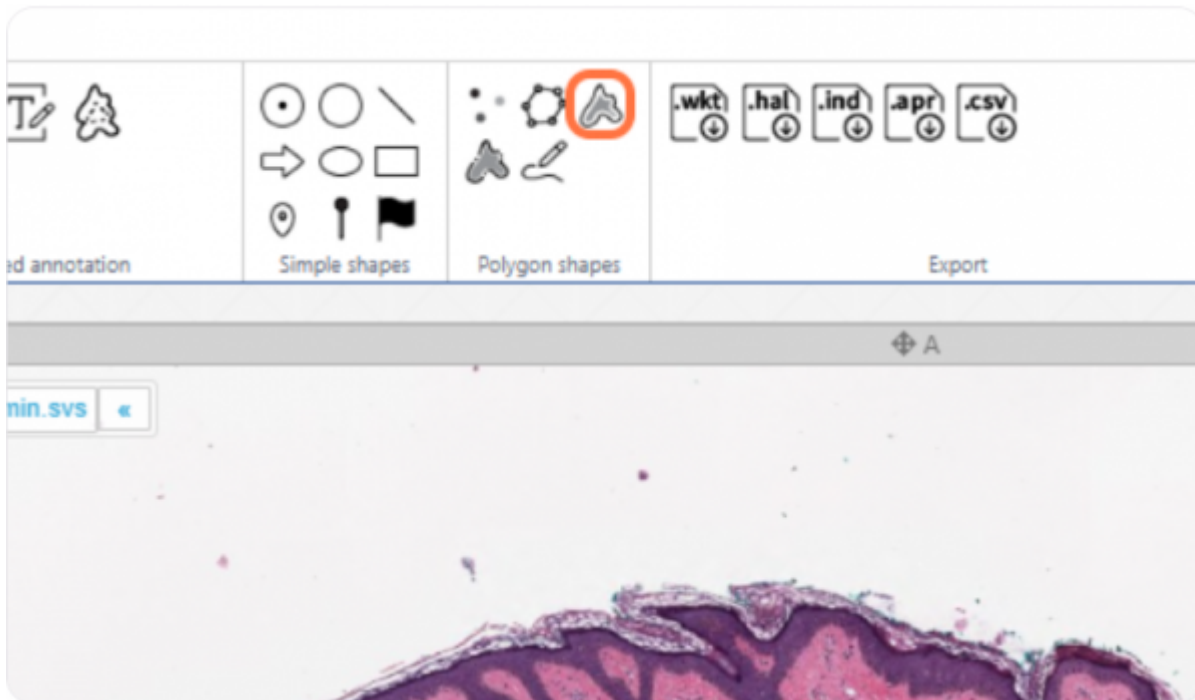 T
.wkt .hal .ind .apr .csv
ed annotation Simple shapes Polygon shapes Export
A
min.svs «